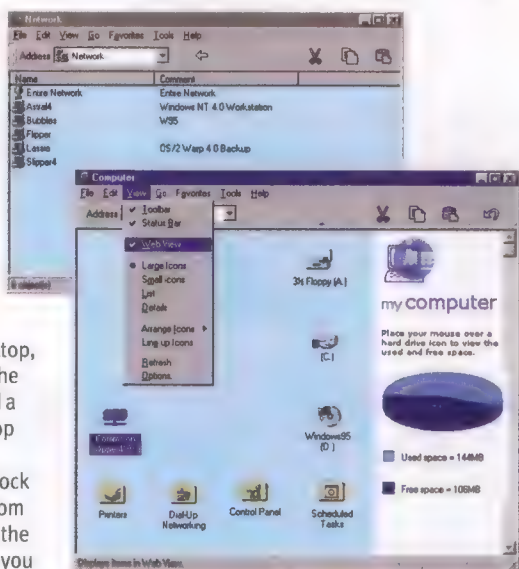 Network
File Edit View Go Favorites Tools Help
Address Network
Name Comment
Entire Network Entire Network
Astral4 Windows NT 4.0 Workstation
Bubbles W95
Flipper
Lassie OS/2 Warp 4.0 Backup
Slipper4
6 object(s)
Computer
File Edit View Go Favorites Tools Help
Address
Toolbar
Status Bar
Web View
Large Icons
Small Icons
List
Details
Arrange Icons
Line up Icons
Refresh
Options
3½ Floppy (A:)
(C:)
Windows95
(D:)
Printers
Dial-Up
Networking
Control Panel
Scheduled
Tasks
my computer
Place your mouse over a
hard drive icon to view the
used and free space.
Used space = 144MB
Free space = 106MB
Displays items in Web View.
top,
the
a
op
ock
om
the
you